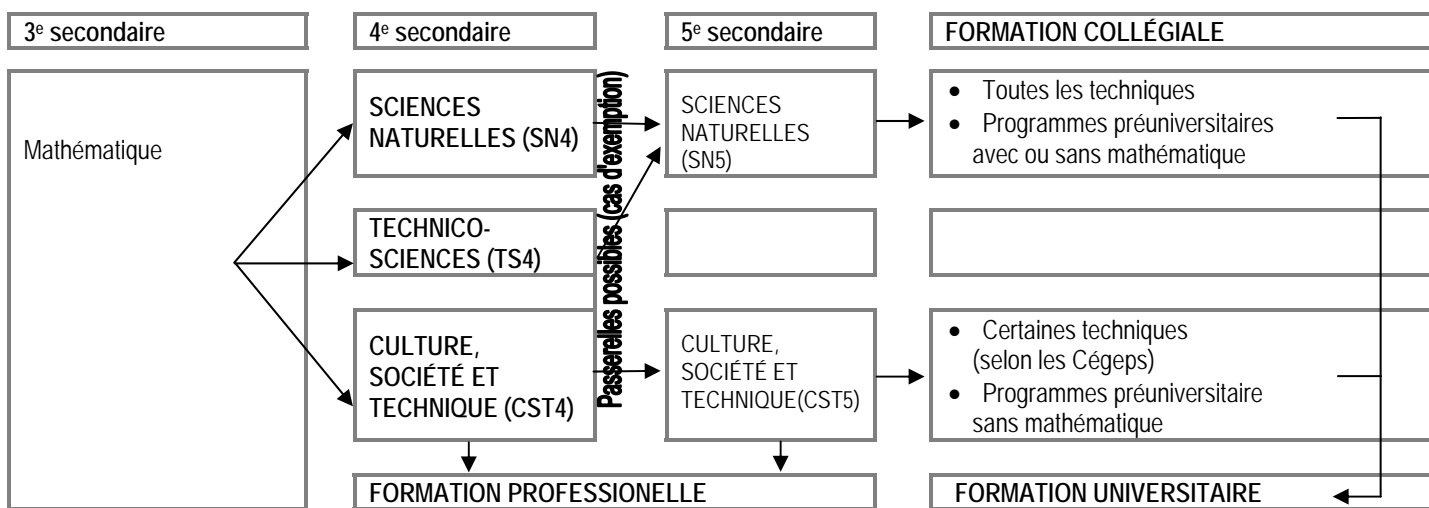 3e secondaire
4e secondaire
5e secondaire
FORMATION COLLÉGIALE
Mathématique
SCIENCES
NATURELLES (SN4)
TECHNICO-
SCIENCES (TS4)
CULTURE,
SOCIÉTÉ ET
TECHNIQUE (CST4)
Passerelles possibles (cas d'exemption)
SCIENCES
NATURELLES
(SN5)
CULTURE,
SOCIÉTÉ ET
TECHNIQUE(CST5)
• Toutes les techniques
• Programmes préuniversitaires
avec ou sans mathématique
• Certaines techniques
(selon les Cégeps)
• Programmes préuniversitaire
sans mathématique
FORMATION PROFESSIONELLE
FORMATION UNIVERSITAIRE